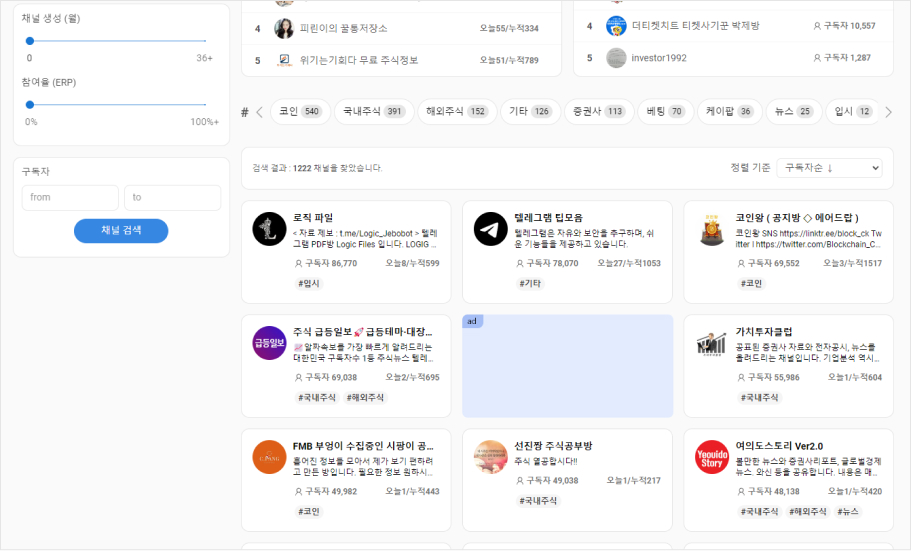 채널 생성 (월)
0 36+
참여율 (ERP)
0% 100%+
구독자
from to
채널 검색
4 피린이의 꿀통저장소 오늘55/누적334
5 위기는기회다 무료 주식정보 오늘51/누적789
4 더티켓치트 티켓사기꾼 박제방 구독자 10,557
5 investor1992 구독자 1,287
# 코인 540 국내주식 391 해외주식 152 기타 126 증권사 113 베팅 70 케이팝 36 뉴스 25 입시 12
검색 결과 : 1222 채널을 찾았습니다.
정렬 기준 구독자순 ↓
로직 파일
< 자료 제보 : t.me/Logic_Jebobot > 텔레
그램 PDF방 Logic Files 입니다. LOGIG ...
구독자 86,770 오늘8/누적599
#입시
텔레그램 팁모음
텔레그램은 자유와 보안을 추구하며, 쉬
운 기능들을 제공하고 있습니다.
구독자 78,070 오늘27/누적1053
#기타
코인왕 ( 공지방 ◇ 에어드랍 )
코인왕 SNS https://linktr.ee/block_ck Tw
itter l https://twitter.com/Blockchain_C...
구독자 69,552 오늘3/누적1517
#코인
급등일보
주식 급등일보🚀급등테마·대장...
📈알짜속보를 가장 빠르게 알려드리는
대한민국 구독자수 1등 주식뉴스 텔레...
구독자 69,038 오늘2/누적695
#국내주식 #해외주식
ad
가치투자클럽
공표된 증권사 자료와 전자공시, 뉴스를
올려드리는 채널입니다. 기업분석 역시...
구독자 55,986 오늘1/누적604
#국내주식
FMB 부엉이 수집중인 시팡이 공...
흩어진 정보를 모아서 제가 보기 편하려
고 만든 방입니다. 필요한 정보 원하시...
구독자 49,982 오늘1/누적443
#코인
선진짱 주식공부방
주식 열공합시다!!
구독자 49,038 오늘1/누적217
#국내주식
Yeouido
Story
여의도스토리 Ver2.0
볼만한 뉴스와 증권사리포트, 글로벌경제
뉴스. 와신 등을 공유합니다. 내용은 매...
구독자 48,138 오늘1/누적420
#국내주식 #해외주식 #뉴스